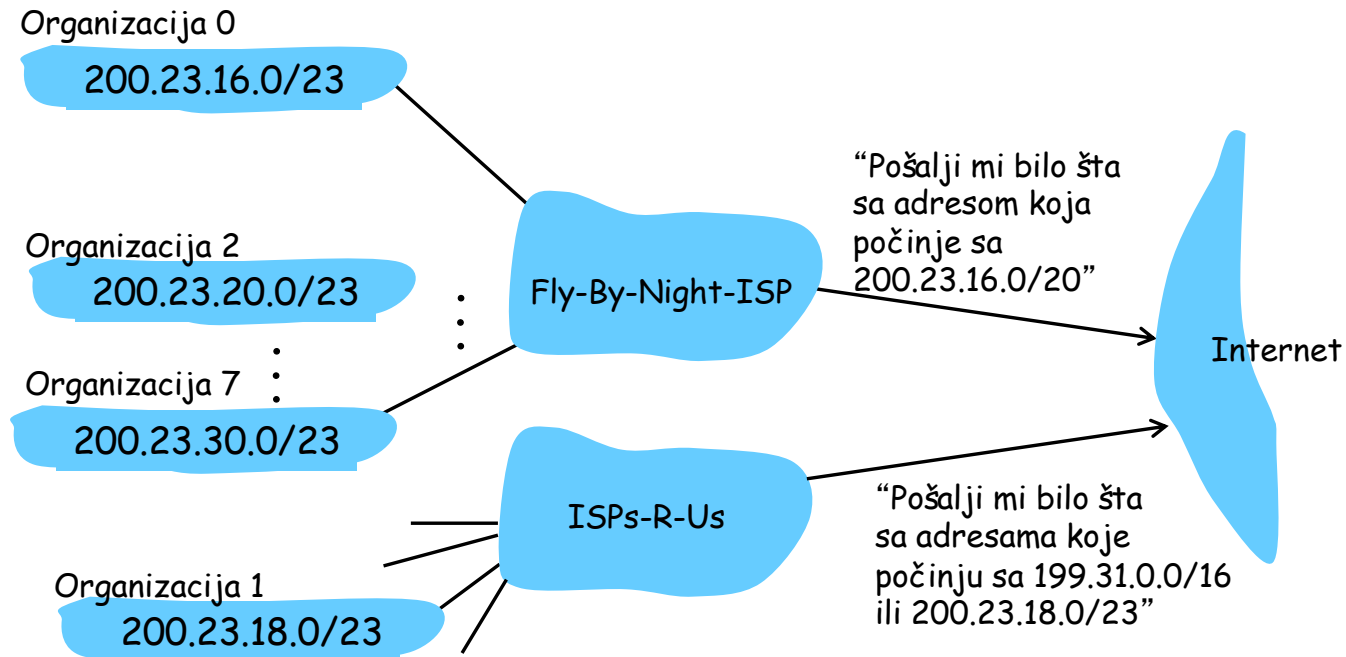 Organizacija 0
200.23.16.0/23
Organizacija 2
200.23.20.0/23
Organizacija 7
200.23.30.0/23
Fly-By-Night-ISP
“Pošalji mi bilo šta
sa adresom koja
počinje sa
200.23.16.0/20”
Internet
ISPs-R-Us
Organizacija 1
200.23.18.0/23
“Pošalji mi bilo šta
sa adresama koje
počinju sa 199.31.0.0/16
ili 200.23.18.0/23”